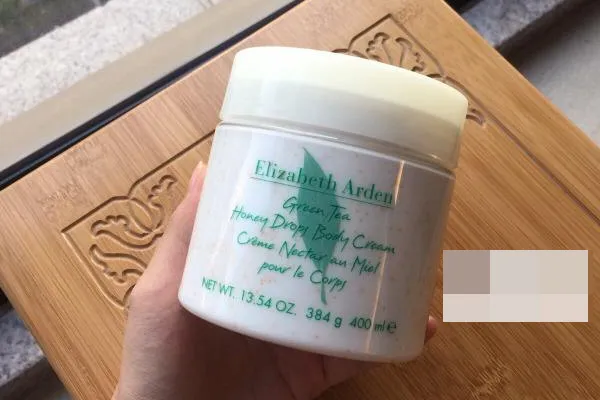 Elizabeth Arden
Green Tea
Honey Drops Body Cream
Crème Nectar au Miel
pour le Corps
NET WT. 13.54 OZ. 384 g 400 ml e